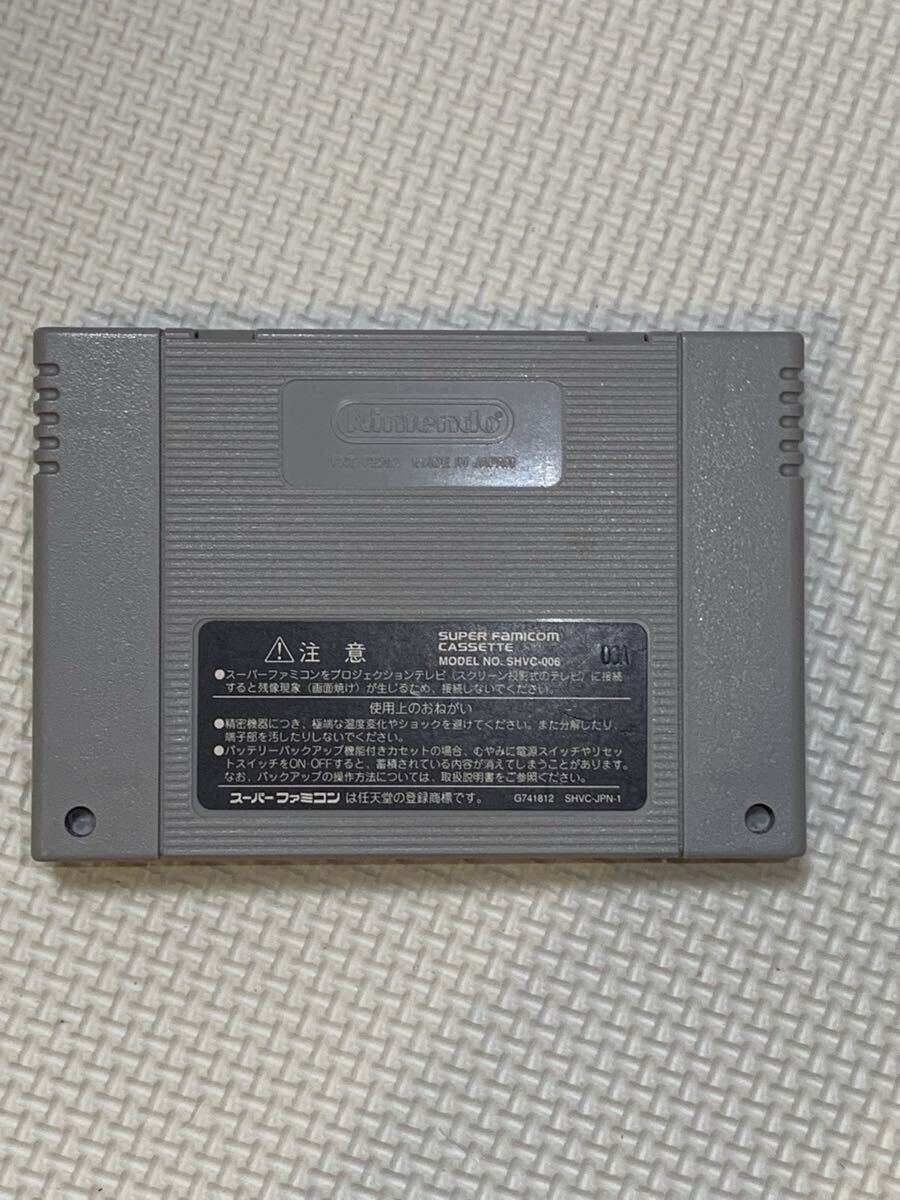 Nintendo®
PAT. PEND. MADE IN JAPAN
⚠注 意
SUPER Famicom
CASSETTE
MODEL NO. SHVC-006
00A
●スーパーファミコンをプロジェクションテレビ(スクリーン投影式のテレビ)に接続
すると残像現象(画面焼け)が生じるため、接続しないでください。
使用上のおねがい
●精密機器につき、極端な温度変化やショックを避けてください。また分解したり、
端子部を汚したりしないでください。
●バッテリーバックアップ機能付きカセットの場合、むやみに電源スイッチやリセッ
トスイッチをON·OFFすると、蓄積されている内容が消えてしまうことがあります。
なお、バックアップの操作方法については、取扱説明書をご参照ください。
スーパーファミコンは任天堂の登録商標です。 G741812 SHVC-JPN-1